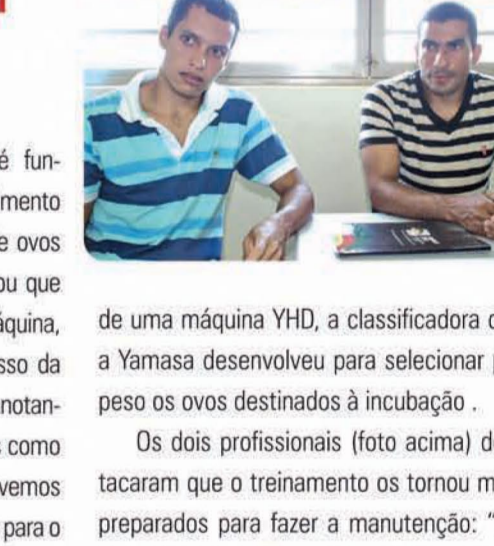 é fun-
mento
e ovos
ou que
áquina,
sso da
notan-
como
vemos
para o
de uma máquina YHD, a classificadora
a Yamasa desenvolveu para selecionar
peso os ovos destinados à incubação .
Os dois profissionais (foto acima) d
tacaram que o treinamento os tornou m
preparados para fazer a manutenção: “